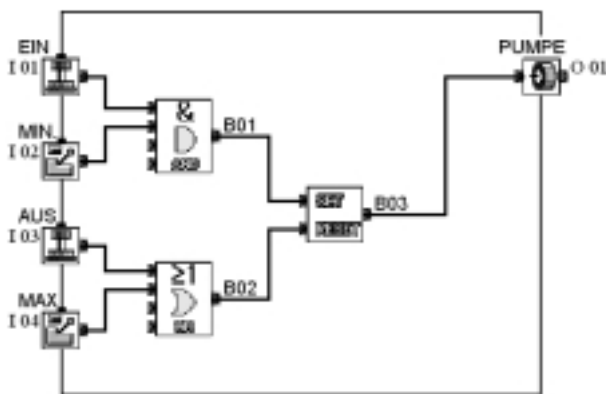 EIN
I 01
MIN.
I 02
AUS
I 03
MAX
I 04
&
B01
≥1
B02
SET
RESET
B03
PUMPE
O 01